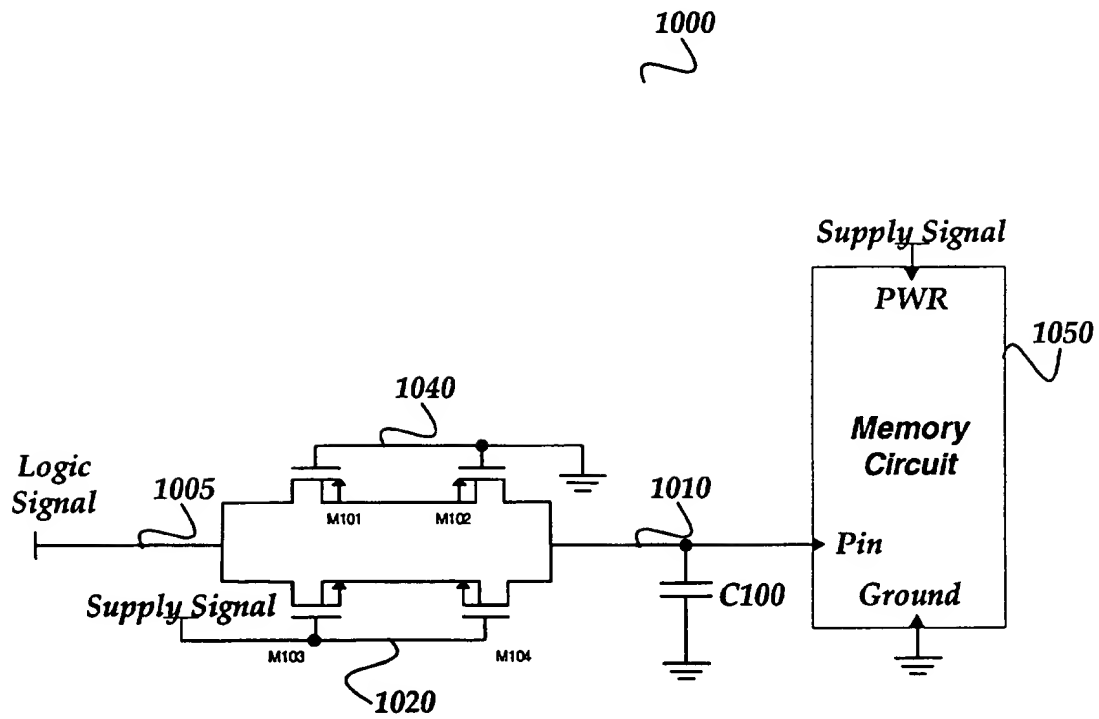 1000
Supply Signal
PWR
1050
1040
Memory
Circuit
Logic
Signal
1005
M101
M102
1010
Pin
Supply Signal
C100
Ground
M103
M104
1020